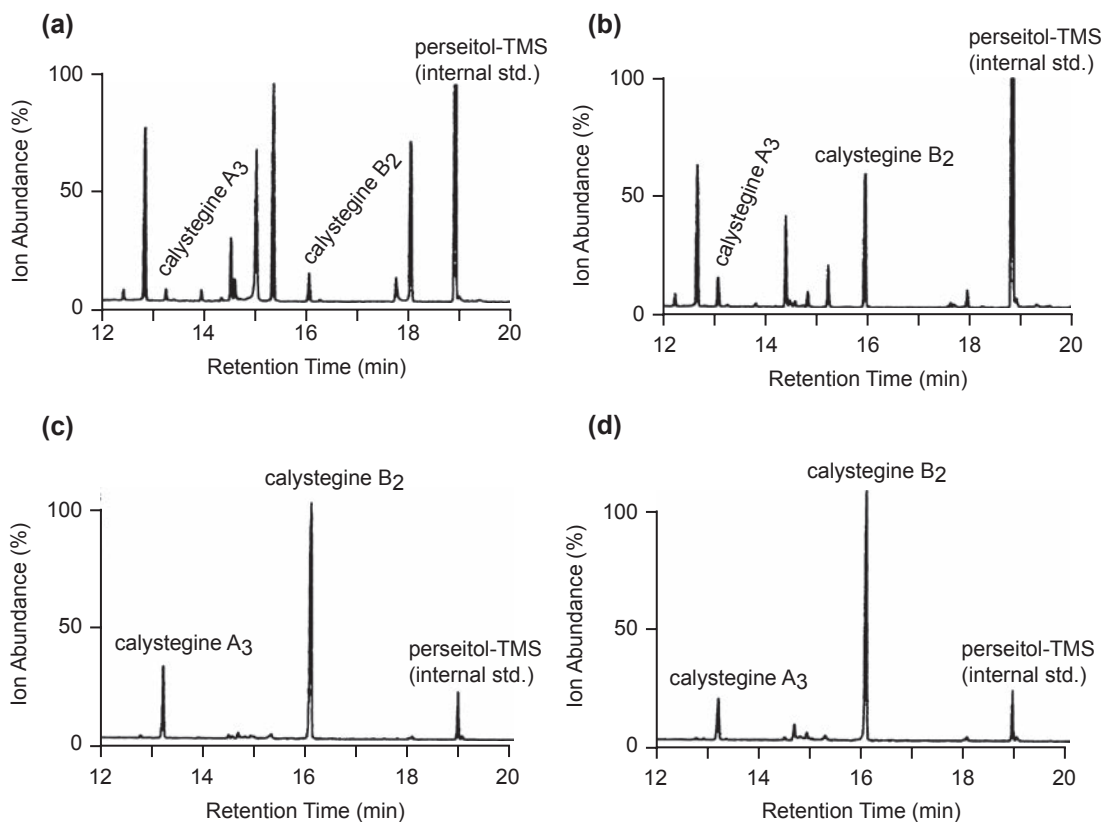 (a)
perseitol-TMS
(internal std.)
100
50
0
Ion Abundance (%)
calystegine A3
calystegine B2
12 14 16 18 20
Retention Time (min)
(b)
perseitol-TMS
(internal std.)
100
50
0
Ion Abundance (%)
calystegine A3
calystegine B2
12 14 16 18 20
Retention Time (min)
(c)
calystegine B2
100
50
0
Ion Abundance (%)
calystegine A3
perseitol-TMS
(internal std.)
12 14 16 18 20
Retention Time (min)
(d)
calystegine B2
100
50
0
Ion Abundance (%)
calystegine A3
perseitol-TMS
(internal std.)
12 14 16 18 20
Retention Time (min)